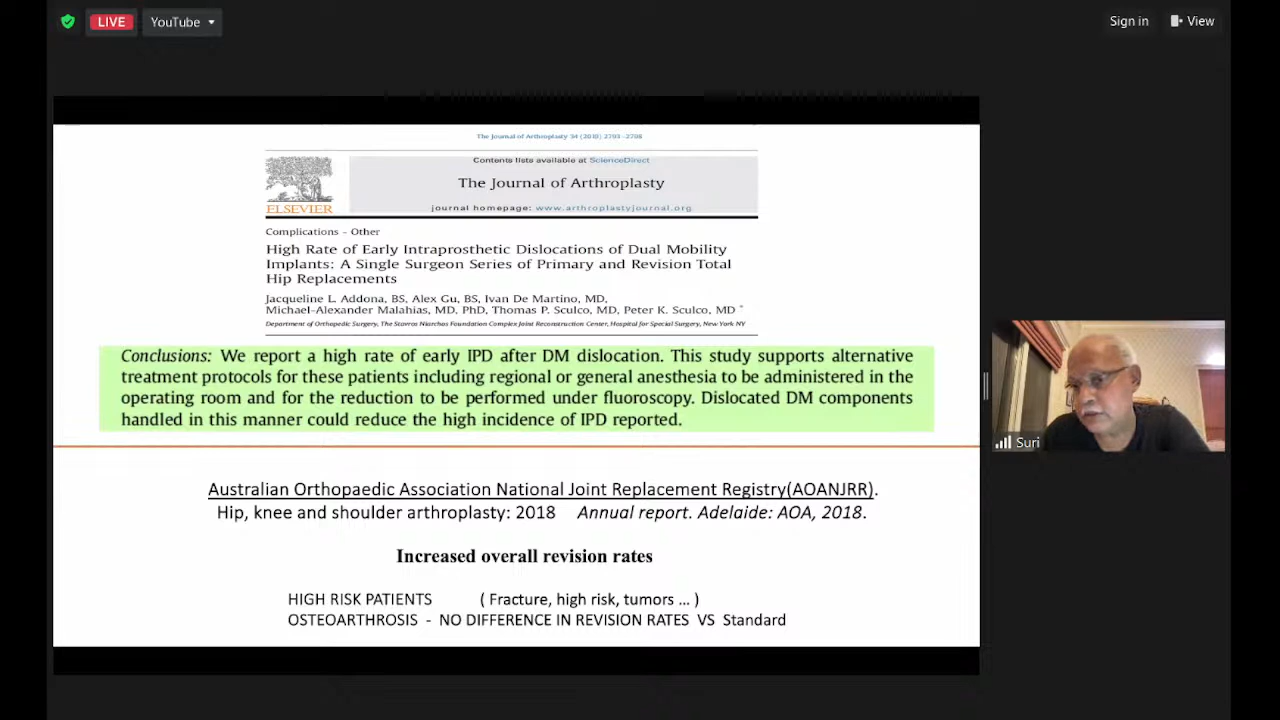 LIVE
YouTube
Sign in
View
The Journal of Arthroplasty 34 (2019) 2793-2798
Contents lists available at ScienceDirect
The Journal of Arthroplasty
journal homepage: www.arthroplastyjournal.org
ELSEVIER
Complications - Other
High Rate of Early Intraprosthetic Dislocations of Dual Mobility
Implants: A Single Surgeon Series of Primary and Revision Total
Hip Replacements
Jacqueline L. Addona, BS, Alex Gu, BS, Ivan De Martino, MD,
Michael-Alexander Malahias, MD, PhD, Thomas P. Sculco, MD, Peter K. Sculco, MD *
Department of Orthopedic Surgery, The Stavros Niarchos Foundation Complex Joint Reconstruction Center, Hospital for Special Surgery, New York NY
Conclusions: We report a high rate of early IPD after DM dislocation. This study supports alternative
treatment protocols for these patients including regional or general anesthesia to be administered in the
operating room and for the reduction to be performed under fluoroscopy. Dislocated DM components
handled in this manner could reduce the high incidence of IPD reported.
Australian Orthopaedic Association National Joint Replacement Registry(AOANJRR).
Hip, knee and shoulder arthroplasty: 2018 Annual report. Adelaide: AOA, 2018.
Increased overall revision rates
HIGH RISK PATIENTS ( Fracture, high risk, tumors ... )
OSTEOARTHROSIS - NO DIFFERENCE IN REVISION RATES VS Standard
Suri